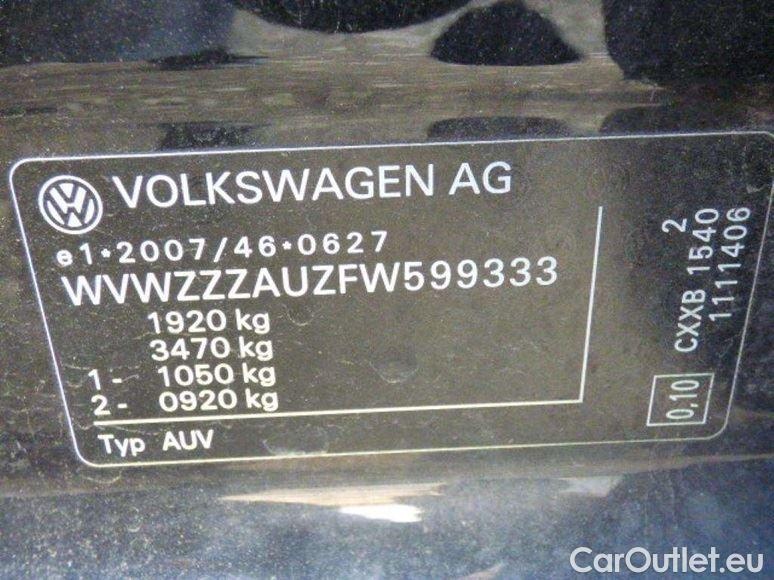 VOLKSWAGEN AG
e1*2007/46*0627
WVWZZZAUZFW599333
1920 kg
3470 kg
1- 1050 kg
2- 0920 kg
Typ AUV
2
CXXB 1540
1111406
0,10
CarOutlet.eu